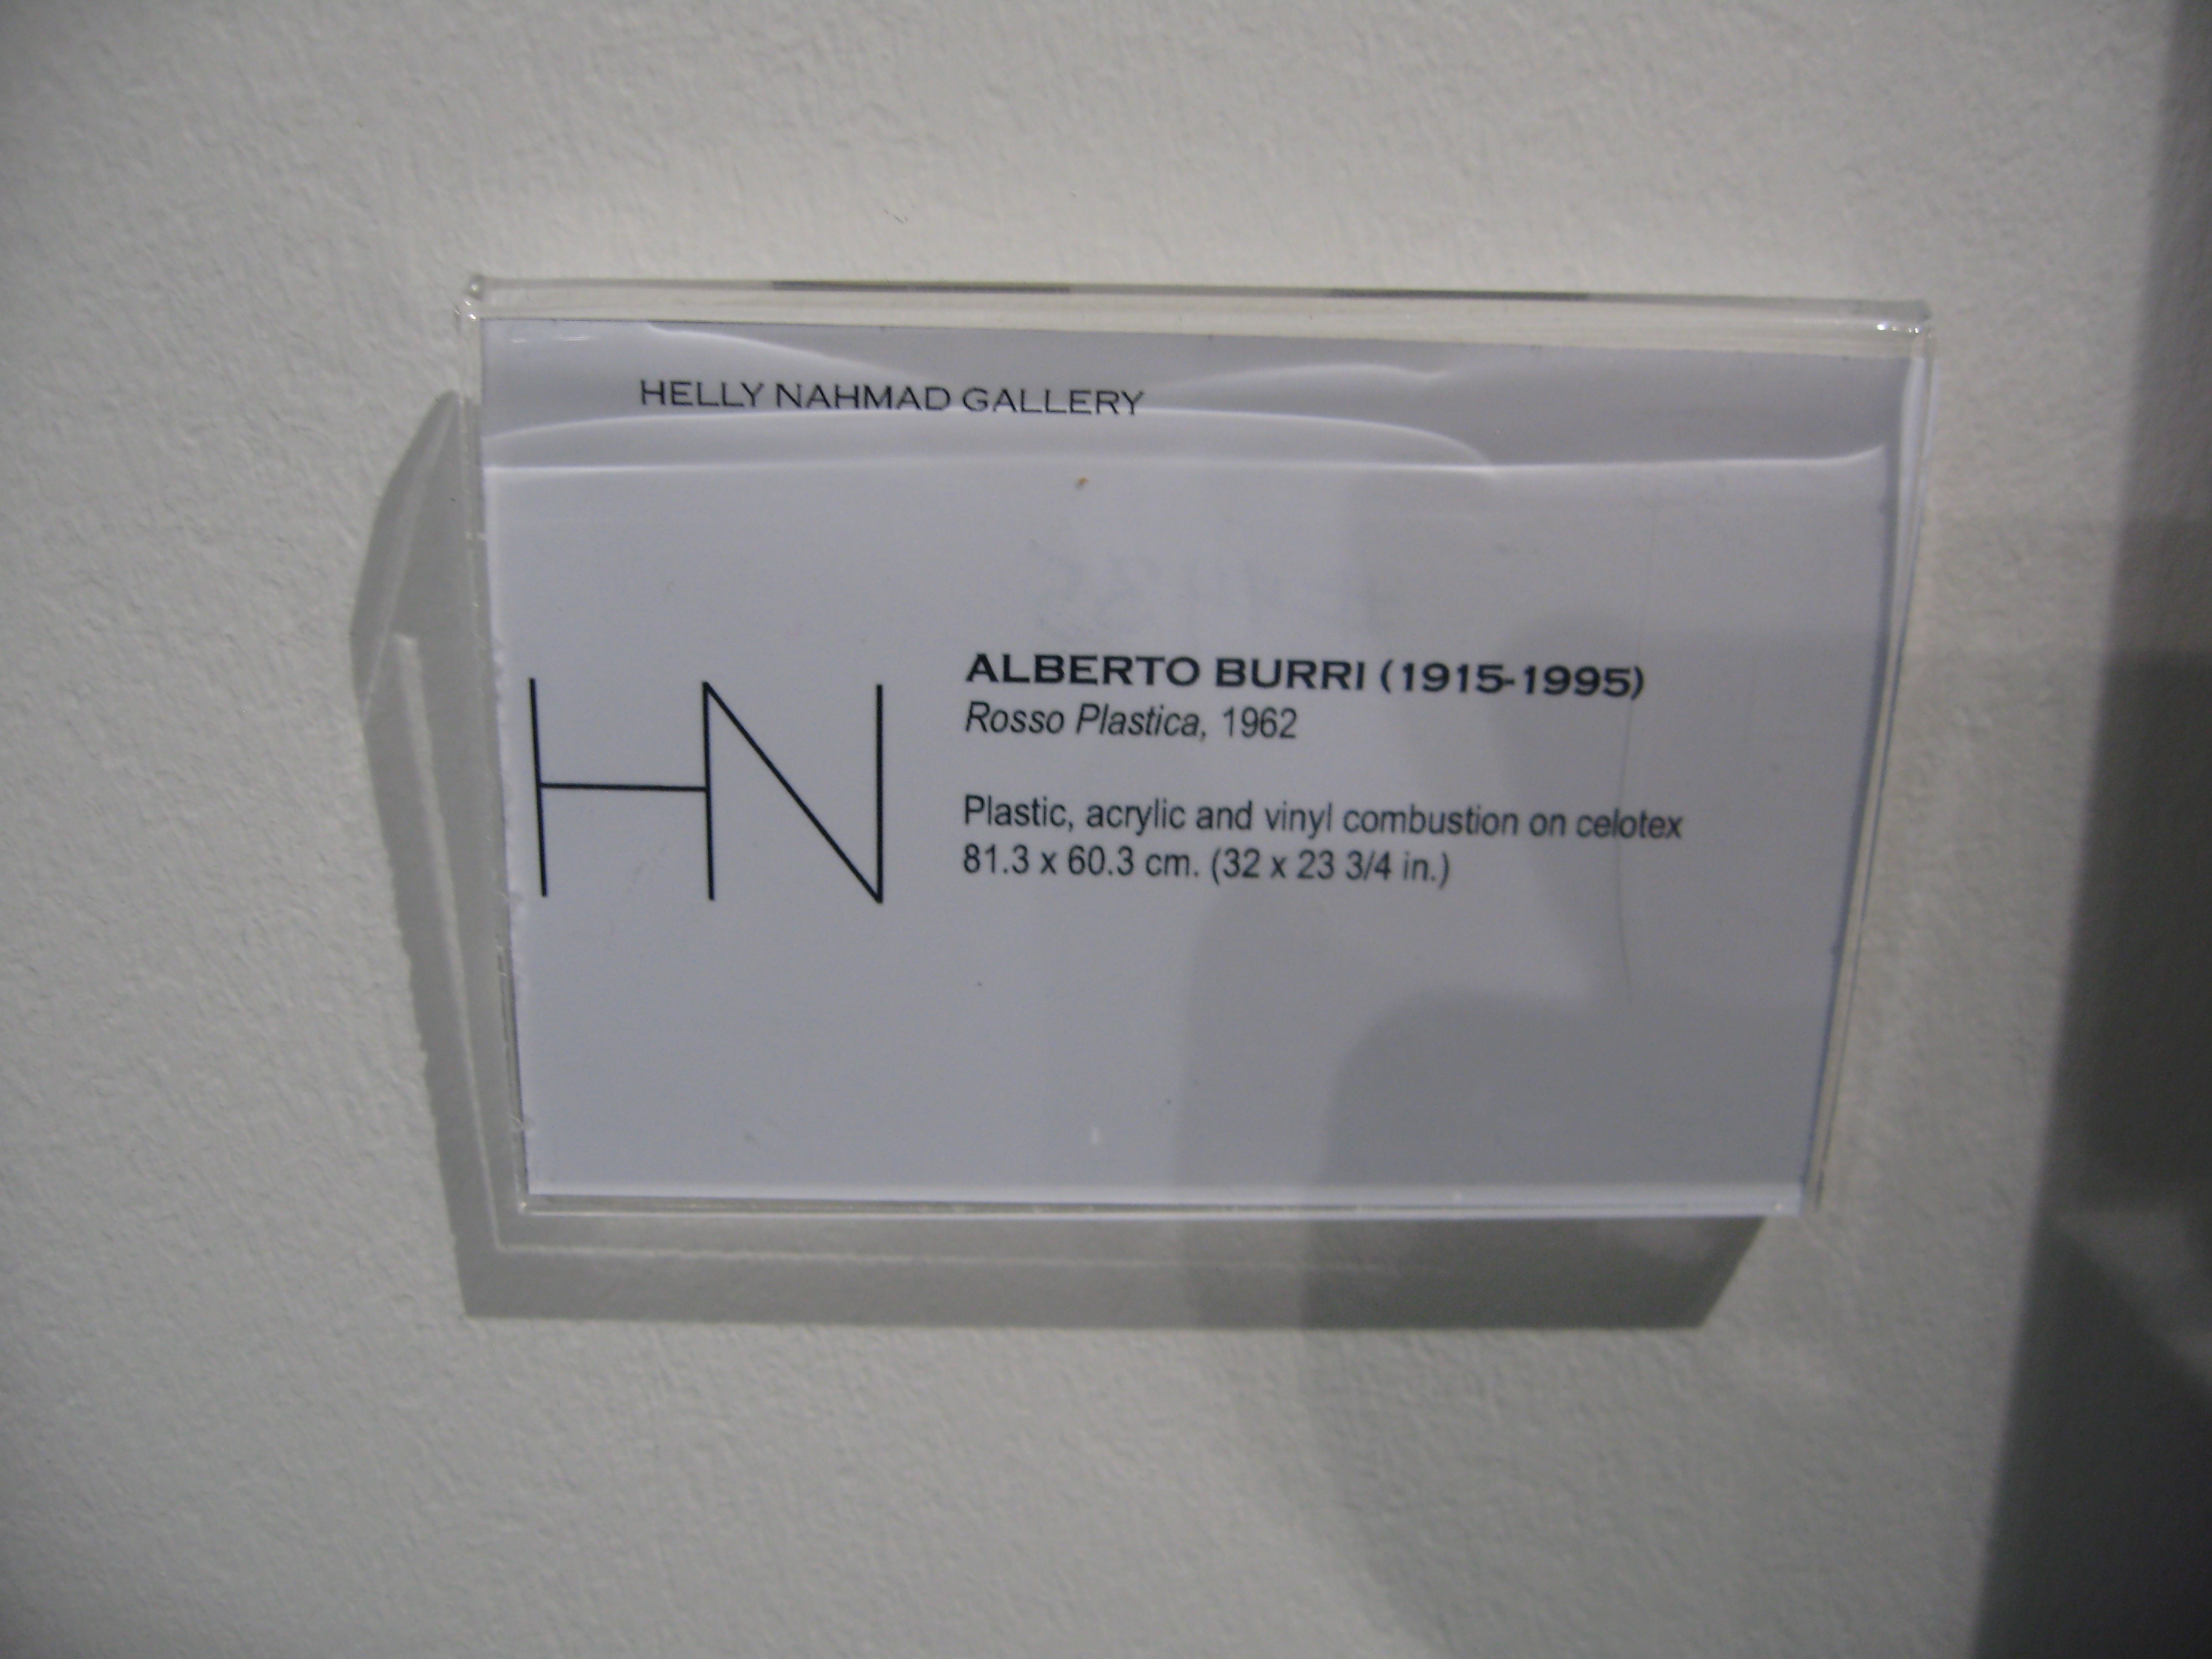 HELLY NAHMAD GALLERY
HN
ALBERTO BURRI (1915-1995)
Rosso Plastica, 1962
Plastic, acrylic and vinyl combustion on celotex
81.3 x 60.3 cm. (32 x 23 3/4 in.)